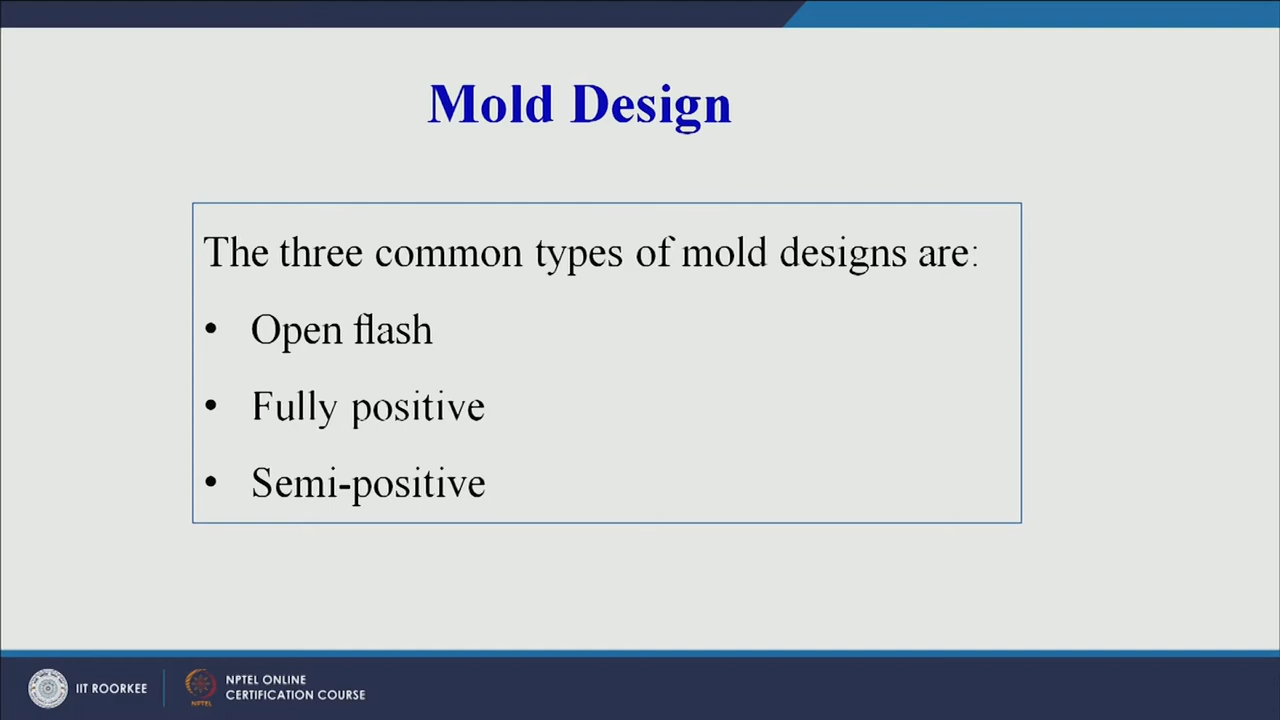 Mold Design
The three common types of mold designs are:
• Open flash
• Fully positive
• Semi-positive
IIT ROORKEE
NPTEL ONLINE
CERTIFICATION COURSE
NPTEL